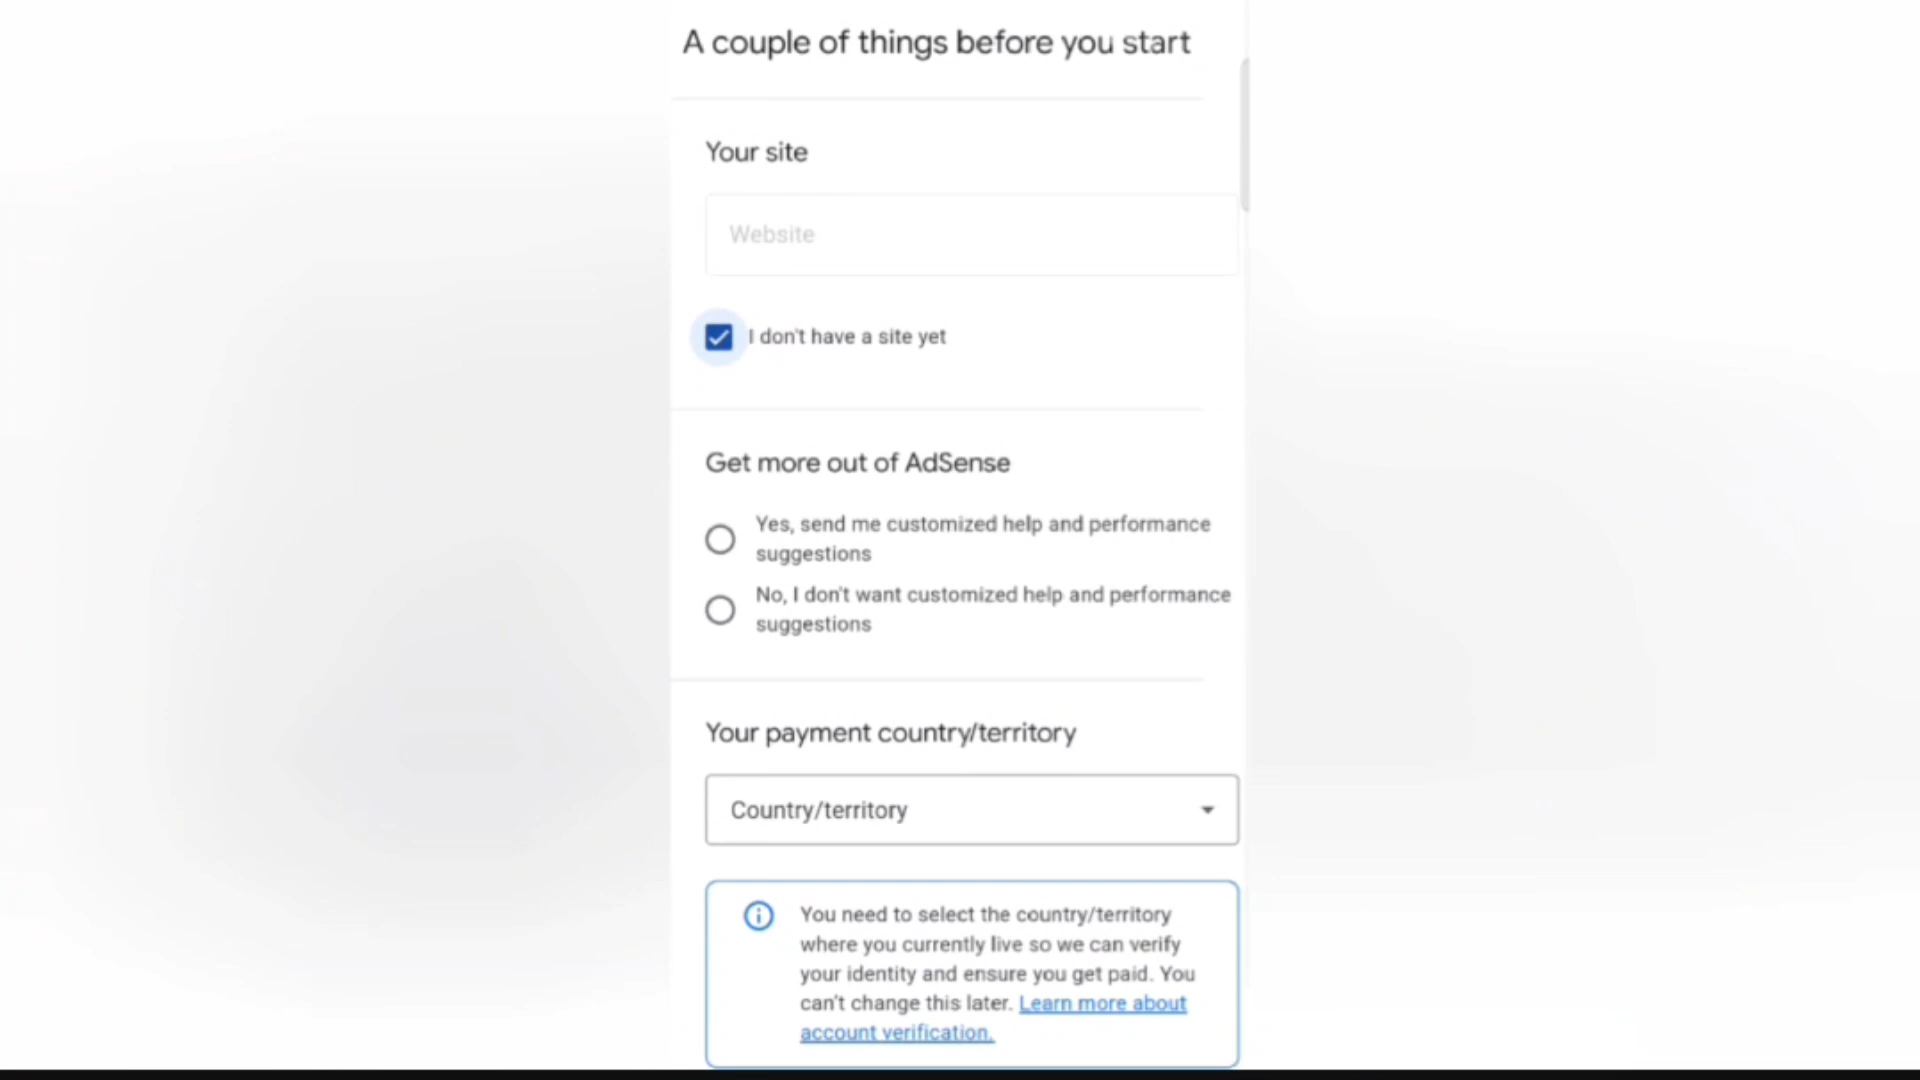 A couple of things before you start
Your site
Website
I don't have a site yet
Get more out of AdSense
Yes, send me customized help and performance
suggestions
No, I don't want customized help and performance
suggestions
Your payment country/territory
Country/territory
You need to select the country/territory
where you currently live so we can verify
your identity and ensure you get paid. You
can't change this later. Learn more about
account verification.